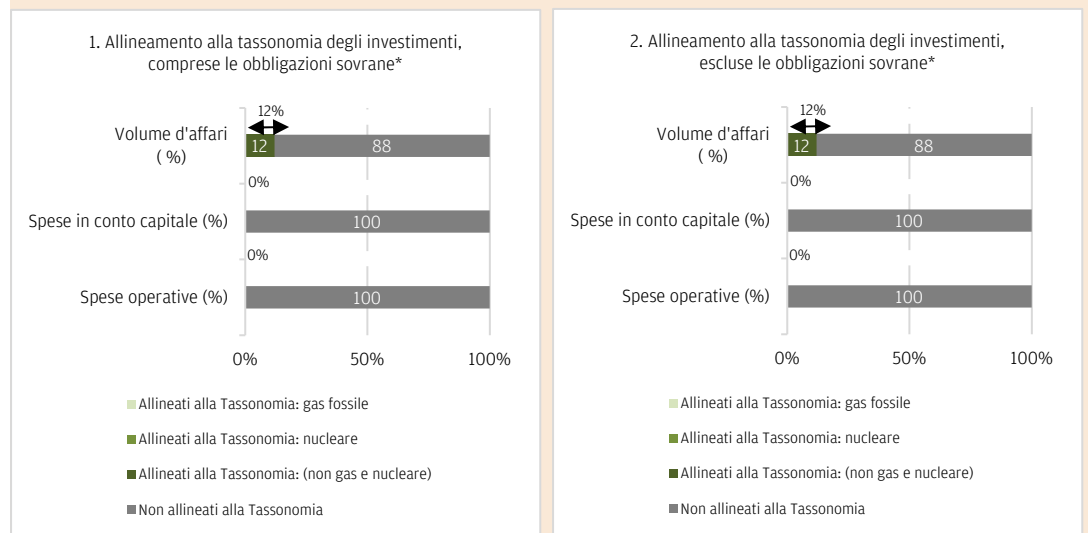 1. Allineamento alla tassonomia degli investimenti,
comprese le obbligazioni sovrane*
12%
Volume d'affari
( %)
12
88
0%
Spese in conto capitale (%)
100
0%
Spese operative (%)
100
0%
50%
100%
Allineati alla Tassonomia: gas fossile
Allineati alla Tassonomia: nucleare
Allineati alla Tassonomia: (non gas e nucleare)
Non allineati alla Tassonomia
2. Allineamento alla tassonomia degli investimenti,
escluse le obbligazioni sovrane*
12%
Volume d'affari
( %)
12
88
0%
Spese in conto capitale (%)
100
0%
Spese operative (%)
100
0%
50%
100%
Allineati alla Tassonomia: gas fossile
Allineati alla Tassonomia: nucleare
Allineati alla Tassonomia: (non gas e nucleare)
Non allineati alla Tassonomia